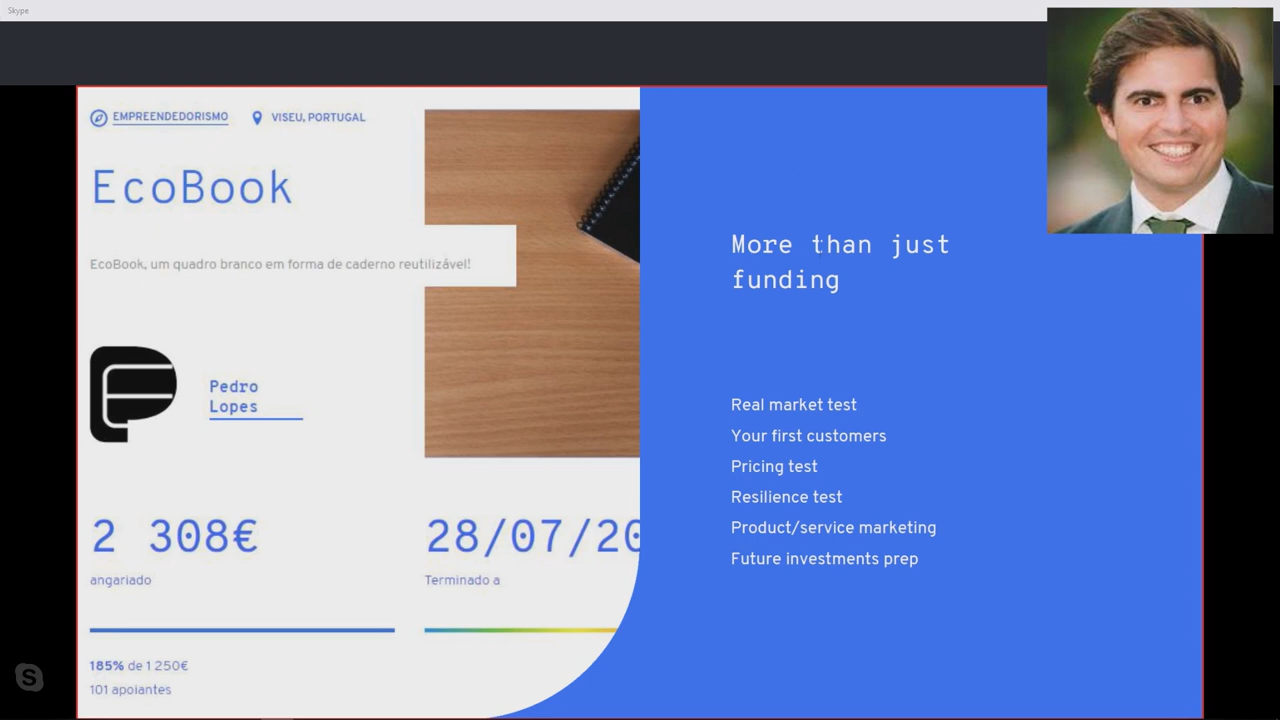 Skype
EMPREENDEDORISMO
VISEU, PORTUGAL
EcoBook
EcoBook, um quadro branco em forma de caderno reutilizável!
Pedro
Lopes
2 308€
angariado
28/07/20
Terminado a
185% de 1 250€
101 apoiantes
More than just
funding
Real market test
Your first customers
Pricing test
Resilience test
Product/service marketing
Future investments prep